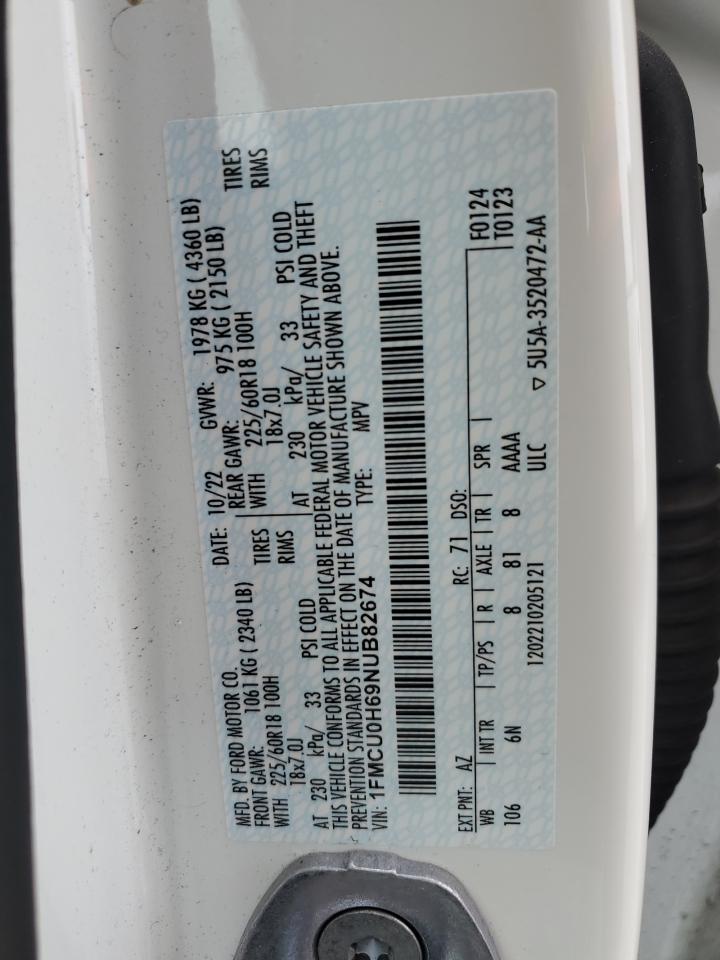 MFD. BY FORD MOTOR CO. DATE: 10/22 GVWR: 1978 KG ( 4360 LB)
FRONT GAWR: 1061 KG ( 2340 LB) REAR GAWR: 975 KG ( 2150 LB)
WITH 225/60R18 100H TIRES WITH 225/60R18 100H TIRES
18x7.0J RIMS 18x7.0J RIMS
AT 230 kPa/ 33 PSI COLD AT 230 kPa/ 33 PSI COLD
THIS VEHICLE CONFORMS TO ALL APPLICABLE FEDERAL MOTOR VEHICLE SAFETY AND THEFT
PREVENTION STANDARDS IN EFFECT ON THE DATE OF MANUFACTURE SHOWN ABOVE.
VIN: 1FMCU0H69NUB82674 TYPE: MPV
EXT PNT: AZ RC: 71 DSO: F0124
WB INT TR TP/PS R AXLE TR SPR T0123
106 6N 8 81 8 AAAA
1202210205121 ULC ▽ 5U5A-3520472-AA